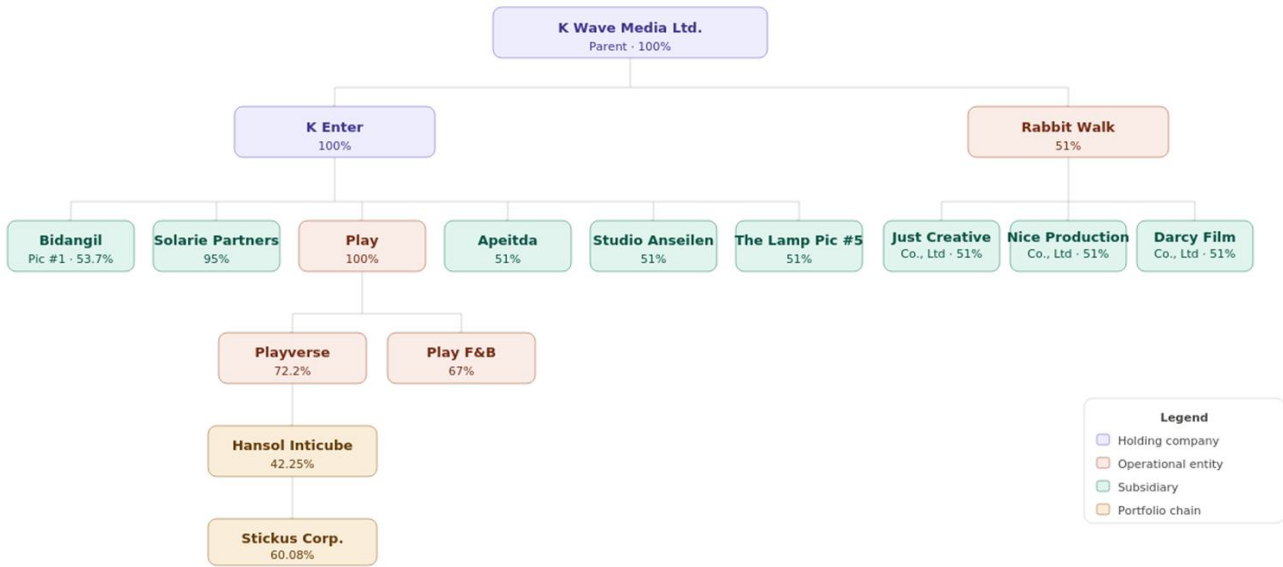 K Wave Media Ltd.
Parent · 100%
K Enter
100%
Rabbit Walk
51%
Bidangil
Pic #1 · 53.7%
Solarie Partners
95%
Play
100%
Apeitda
51%
Studio Anseilen
51%
The Lamp Pic #5
51%
Just Creative
Co., Ltd · 51%
Nice Production
Co., Ltd · 51%
Darcy Film
Co., Ltd · 51%
Playverse
72.2%
Play F&B
67%
Hansol Inticube
42.25%
Stickus Corp.
60.08%
Legend
Holding company
Operational entity
Subsidiary
Portfolio chain